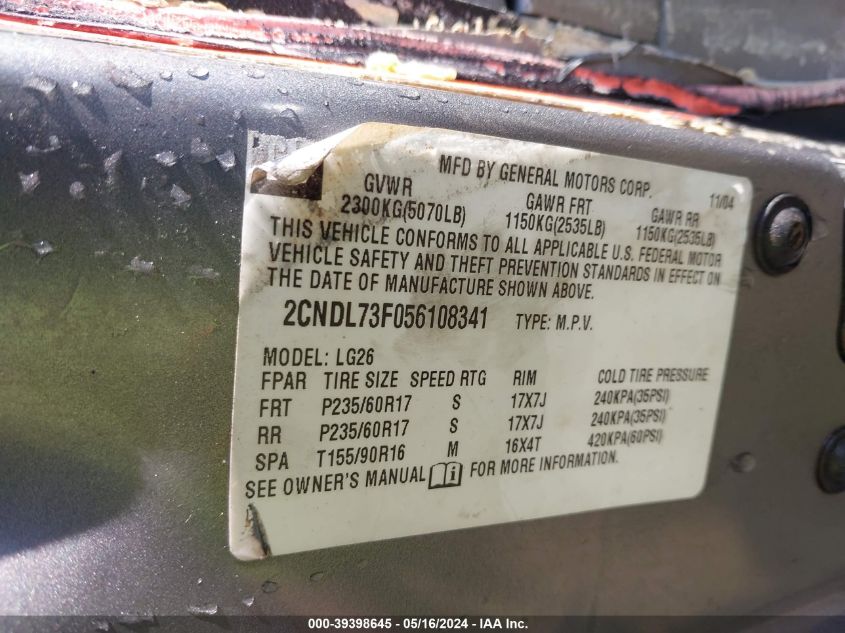 MFD BY GENERAL MOTORS CORP. 11/04
GVWR GAWR FRT GAWR RR
2300KG(5070LB) 1150KG(2535LB) 1150KG(2535LB)
THIS VEHICLE CONFORMS TO ALL APPLICABLE U.S. FEDERAL MOTOR
VEHICLE SAFETY AND THEFT PREVENTION STANDARDS IN EFFECT ON
THE DATE OF MANUFACTURE SHOWN ABOVE.
2CNDL73F056108341 TYPE: M.P.V.
MODEL: LG26
FPAR TIRE SIZE SPEED RTG RIM COLD TIRE PRESSURE
FRT P235/60R17 S 17X7J 240KPA(35PSI)
RR P235/60R17 S 17X7J 240KPA(35PSI)
SPA T155/90R16 M 16X4T 420KPA(60PSI)
SEE OWNER'S MANUAL i FOR MORE INFORMATION.
000-39398645 - 05/16/2024 - IAA Inc.